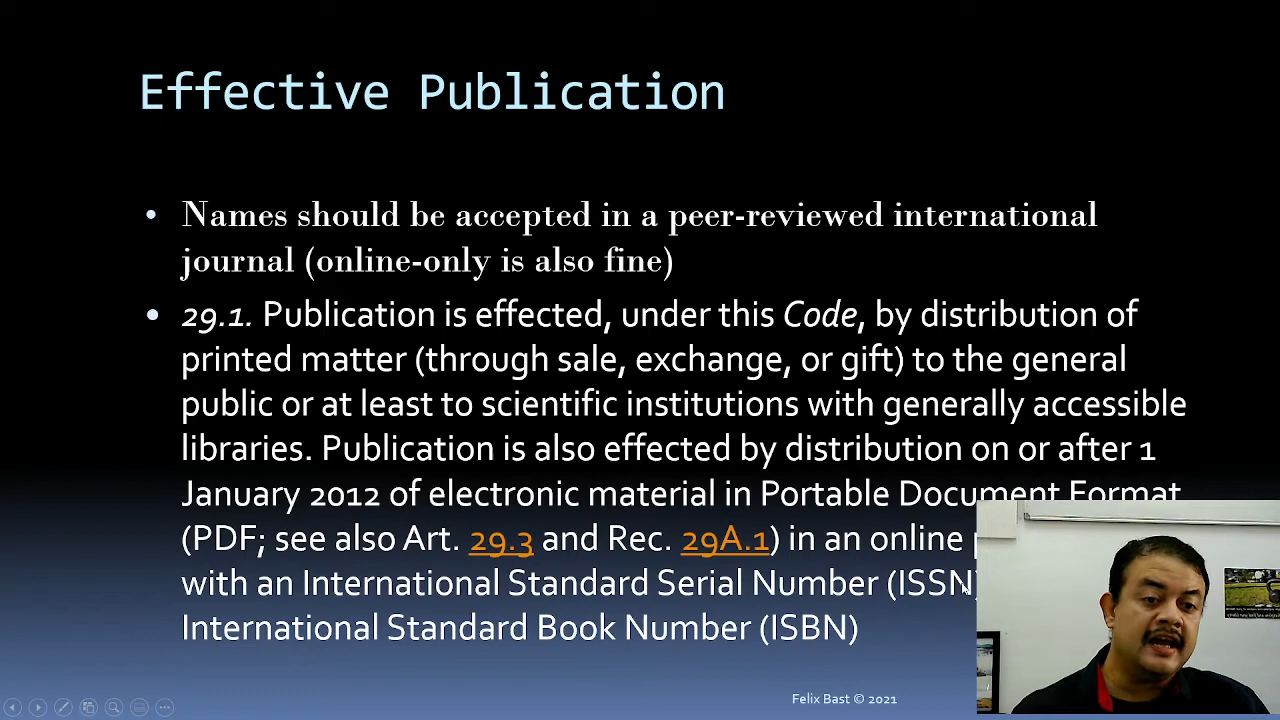 Effective Publication
• Names should be accepted in a peer-reviewed international
journal (online-only is also fine)
• 29.1. Publication is effected, under this Code, by distribution of
printed matter (through sale, exchange, or gift) to the general
public or at least to scientific institutions with generally accessible
libraries. Publication is also effected by distribution on or after 1
January 2012 of electronic material in Portable Document Format
(PDF; see also Art. 29.3 and Rec. 29A.1) in an online
with an International Standard Serial Number (ISSN)
International Standard Book Number (ISBN)
Felix Bast © 2021